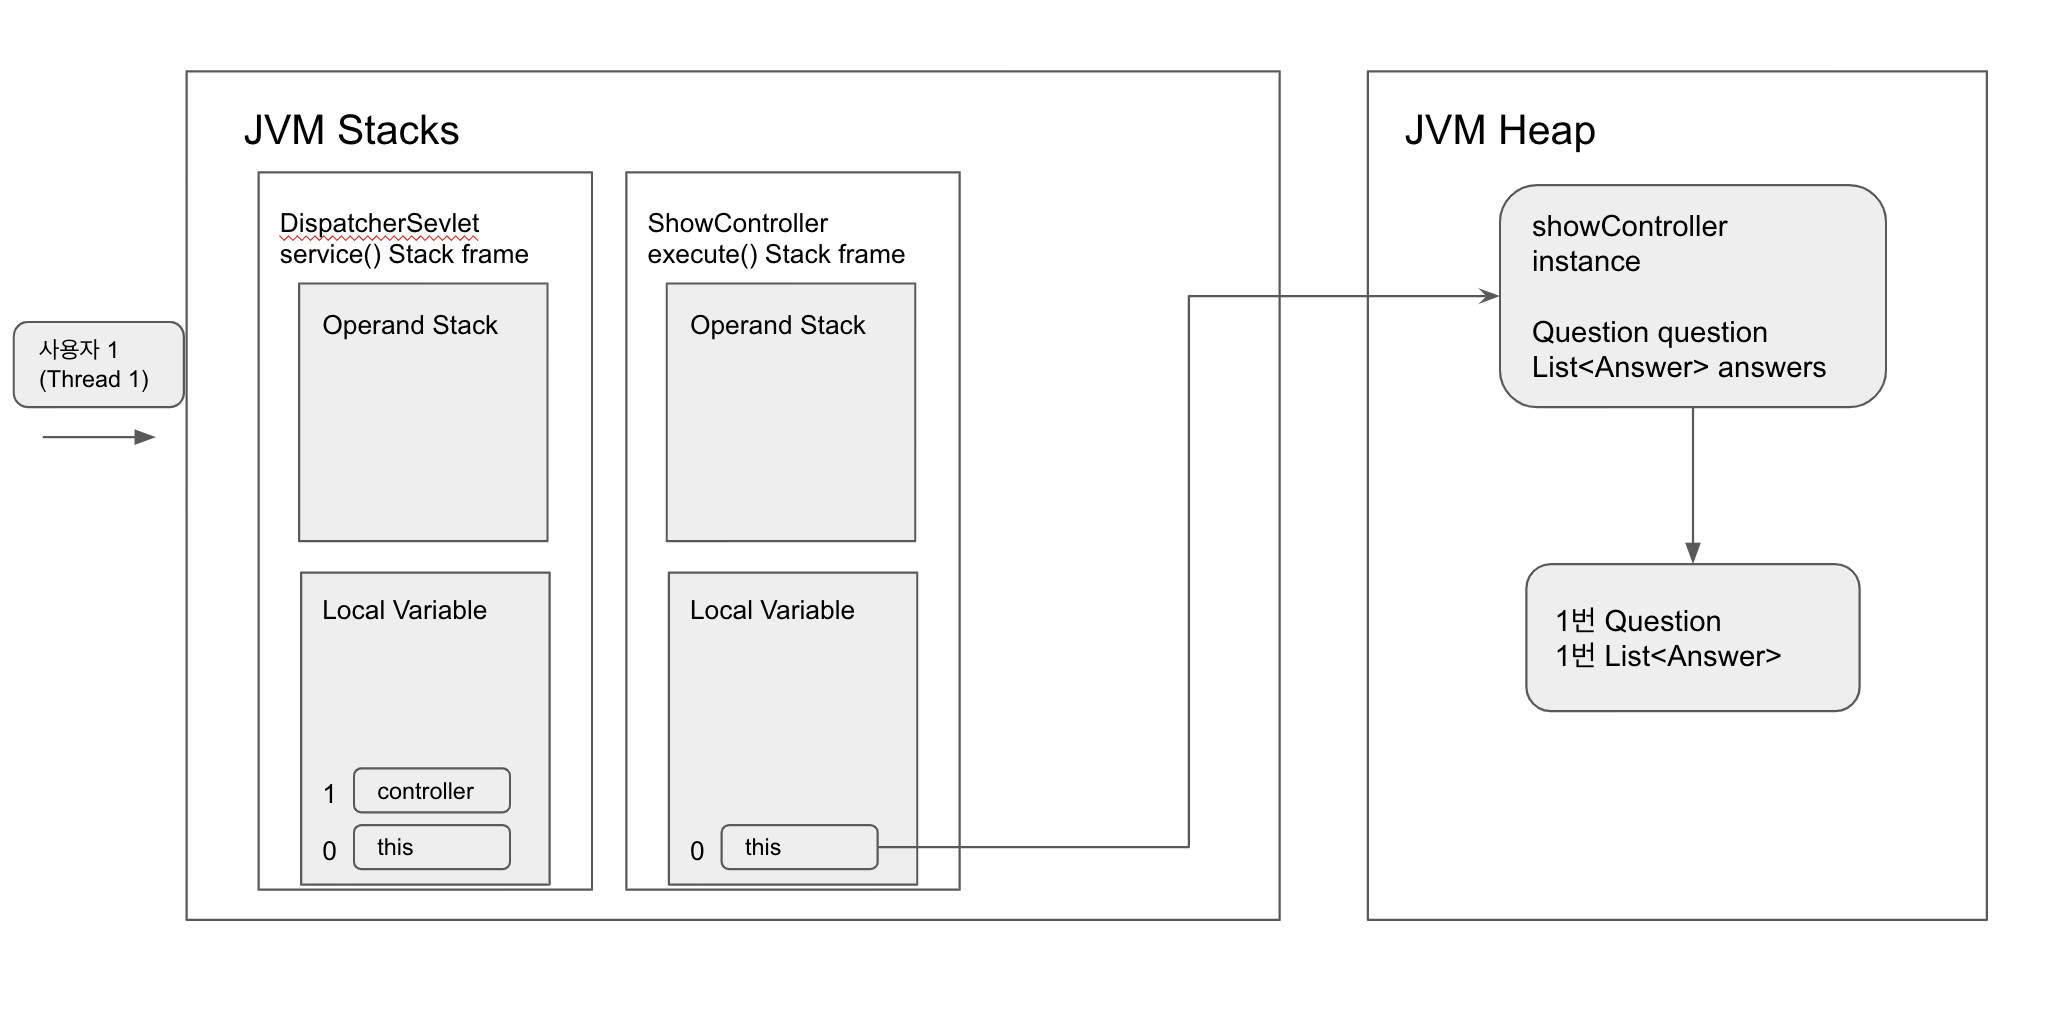 사용자 1
(Thread 1)
JVM Stacks
DispatcherSevlet
service() Stack frame
Operand Stack
Local Variable
1 controller
0 this
ShowController
execute() Stack frame
Operand Stack
Local Variable
0 this
JVM Heap
showController
instance
Question question
List<Answer> answers
1번 Question
1번 List<Answer>